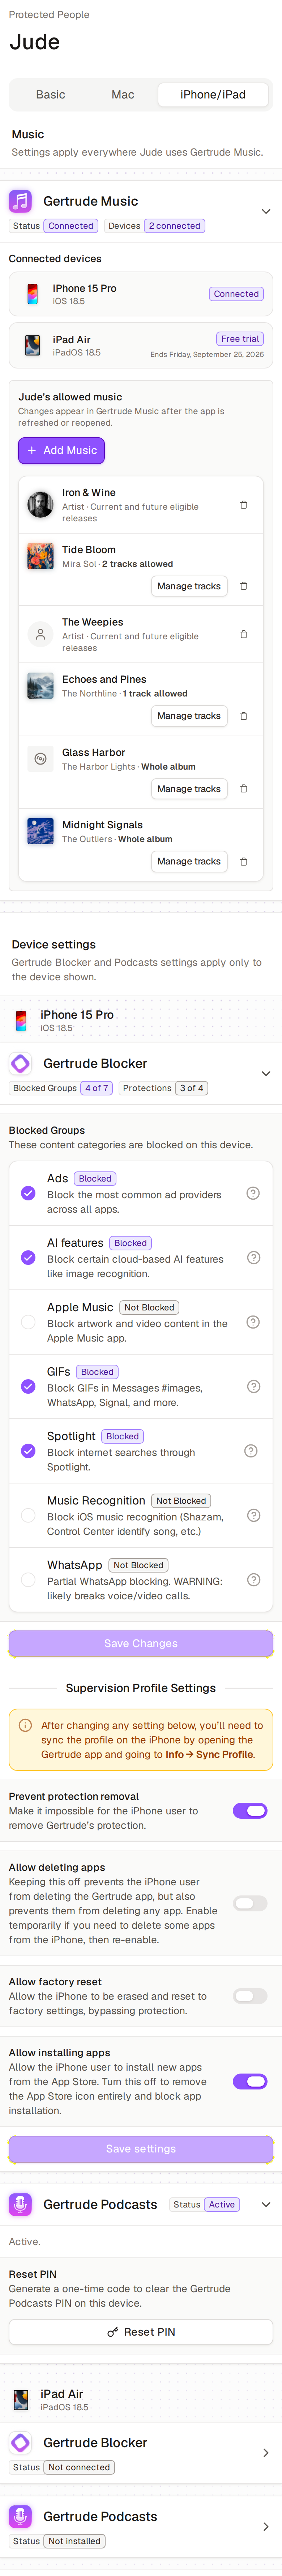 Protected People
Jude
Basic
Mac
iPhone/iPad
Music
Settings apply everywhere Jude uses Gertrude Music.
Gertrude Music
Status Connected Devices 2 connected
Connected devices
iPhone 15 Pro
iOS 18.5
Connected
iPad Air
iPadOS 18.5
Free trial
Ends Friday, September 25, 2026
Jude's allowed music
Changes appear in Gertrude Music after the app is
refreshed or reopened.
+ Add Music
Iron & Wine
Artist · Current and future eligible
releases
Tide Bloom
Mira Sol · 2 tracks allowed
Manage tracks
The Weepies
Artist · Current and future eligible
releases
Echoes and Pines
The Northline · 1 track allowed
Manage tracks
Glass Harbor
The Harbor Lights · Whole album
Manage tracks
Midnight Signals
The Outliers · Whole album
Manage tracks
Device settings
Gertrude Blocker and Podcasts settings apply only to
the device shown.
iPhone 15 Pro
iOS 18.5
Gertrude Blocker
Blocked Groups 4 of 7 Protections 3 of 4
Blocked Groups
These content categories are blocked on this device.
Ads Blocked
Block the most common ad providers
across all apps.
AI features Blocked
Block certain cloud-based AI features
like image recognition.
Apple Music Not Blocked
Block artwork and video content in the
Apple Music app.
GIFs Blocked
Block GIFs in Messages #images,
WhatsApp, Signal, and more.
Spotlight Blocked
Block internet searches through
Spotlight.
Music Recognition Not Blocked
Block iOS music recognition (Shazam,
Control Center identify song, etc.)
WhatsApp Not Blocked
Partial WhatsApp blocking. WARNING:
likely breaks voice/video calls.
Save Changes
Supervision Profile Settings
After changing any setting below, you'll need to
sync the profile on the iPhone by opening the
Gertrude app and going to Info → Sync Profile.
Prevent protection removal
Make it impossible for the iPhone user to
remove Gertrude's protection.
Allow deleting apps
Keeping this off prevents the iPhone user
from deleting the Gertrude app, but also
prevents them from deleting any app. Enable
temporarily if you need to delete some apps
from the iPhone, then re-enable.
Allow factory reset
Allow the iPhone to be erased and reset to
factory settings, bypassing protection.
Allow installing apps
Allow the iPhone user to install new apps
from the App Store. Turn this off to remove
the App Store icon entirely and block app
installation.
Save settings
Gertrude Podcasts Status Active
Active.
Reset PIN
Generate a one-time code to clear the Gertrude
Podcasts PIN on this device.
Reset PIN
iPad Air
iPadOS 18.5
Gertrude Blocker
Status Not connected
Gertrude Podcasts
Status Not installed